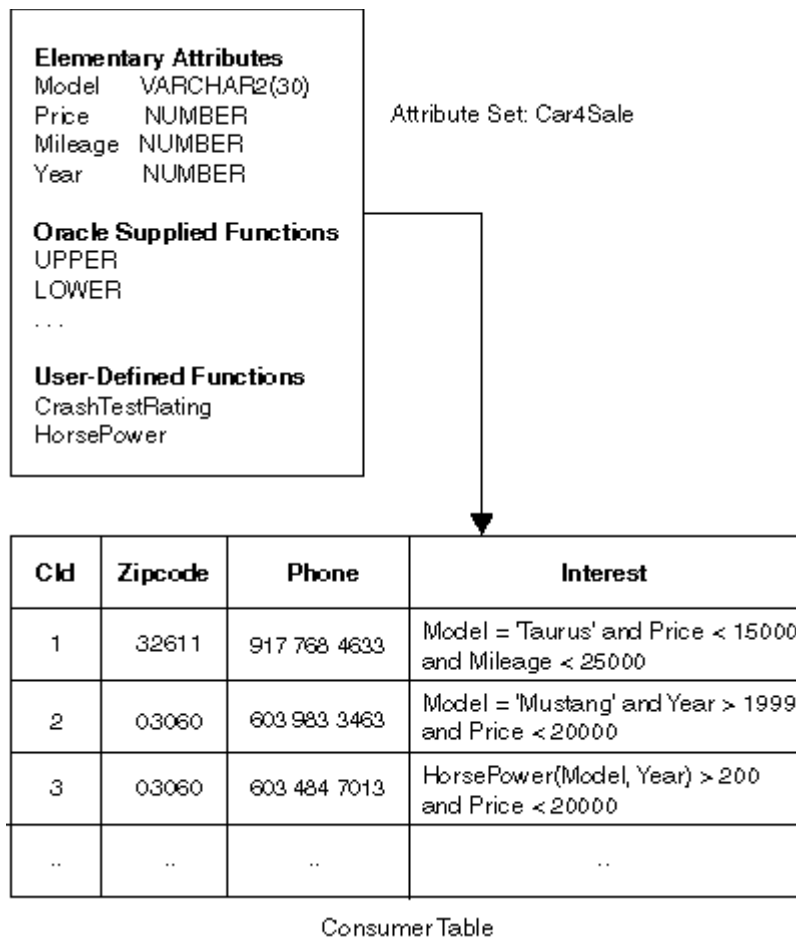 Elementary Attributes
Model VARCHAR2(30)
Price NUMBER
Mileage NUMBER
Year NUMBER
Oracle Supplied Functions
UPPER
LOWER
. . .
User-Defined Functions
CrashTestRating
HorsePower
Attribute Set: Car4Sale
CId Zipcode Phone Interest
1 32611 917 768 4633 Model = 'Taurus' and Price < 15000
and Mileage < 25000
2 03060 603 983 3463 Model = 'Mustang' and Year > 1999
and Price < 20000
3 03060 603 484 7013 HorsePower(Model, Year) > 200
and Price < 20000
.. .. .. ..
Consumer Table